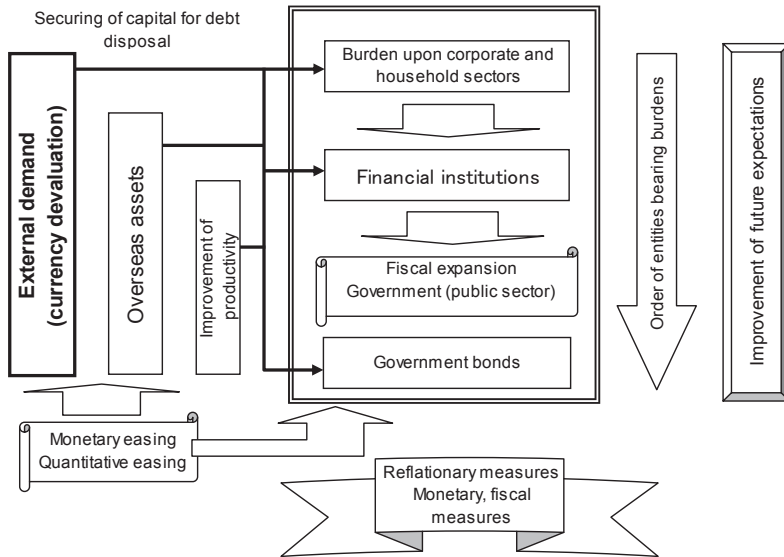 Securing of capital for debt
disposal
External demand
(currency devaluation)
Overseas assets
Improvement of
productivity
Burden upon corporate and
household sectors
Financial institutions
Fiscal expansion
Government (public sector)
Government bonds
Order of entities bearing burdens
Improvement of future expectations
Monetary easing
Quantitative easing
Reflationary measures
Monetary, fiscal
measures